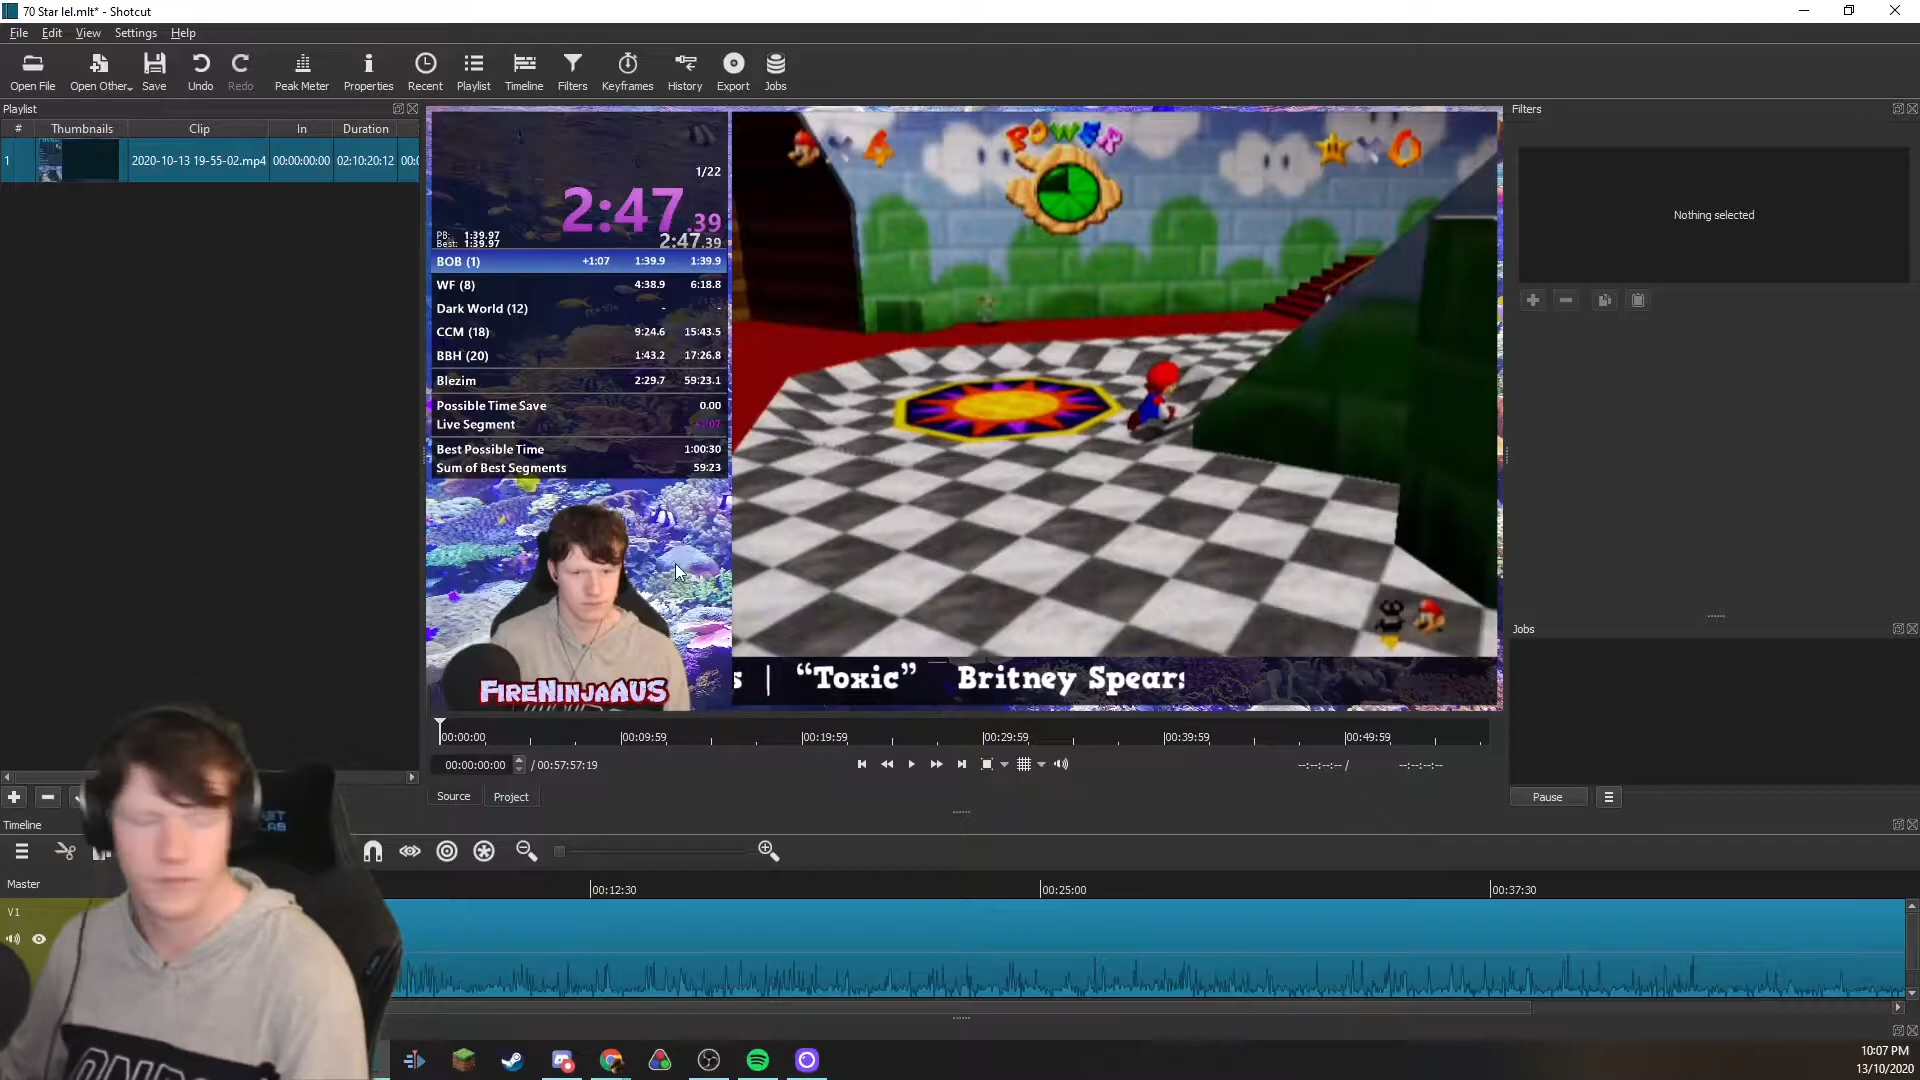 70 Star lel.mlt* - Shotcut
File Edit View Settings Help
Open File Open Other Save Undo Redo Peak Meter Properties Recent Playlist Timeline Filters Keyframes History Export Jobs
Playlist
# Thumbnails Clip In Duration
1 2020-10-13 19-55-02.mp4 00:00:00:00 02:10:20:12
1/22
2:47.39
PB: 1:39.97
Best: 1:39.97
2:47.39
BOB (1) +1:07 1:39.9 1:39.9
WF (8) 4:38.9 6:18.8
Dark World (12) - -
CCM (18) 9:24.6 15:43.5
BBH (20) 1:43.2 17:26.8
Blezim 2:29.7 59:23.1
Possible Time Save 0.00
Live Segment
Best Possible Time 1:00:30
Sum of Best Segments 59:23
4
POWER
0
FIRENINJAAUS
s | “Toxic” Britney Spears
Filters
Nothing selected
Jobs
Pause
00:00:00 00:09:59 00:19:59 00:29:59 00:39:59 00:49:59
00:00:00:00 / 00:57:57:19
--:--:--:-- / --:--:--:--
Source Project
Timeline
Master
00:12:30 00:25:00 00:37:30
V1
10:07 PM
13/10/2020